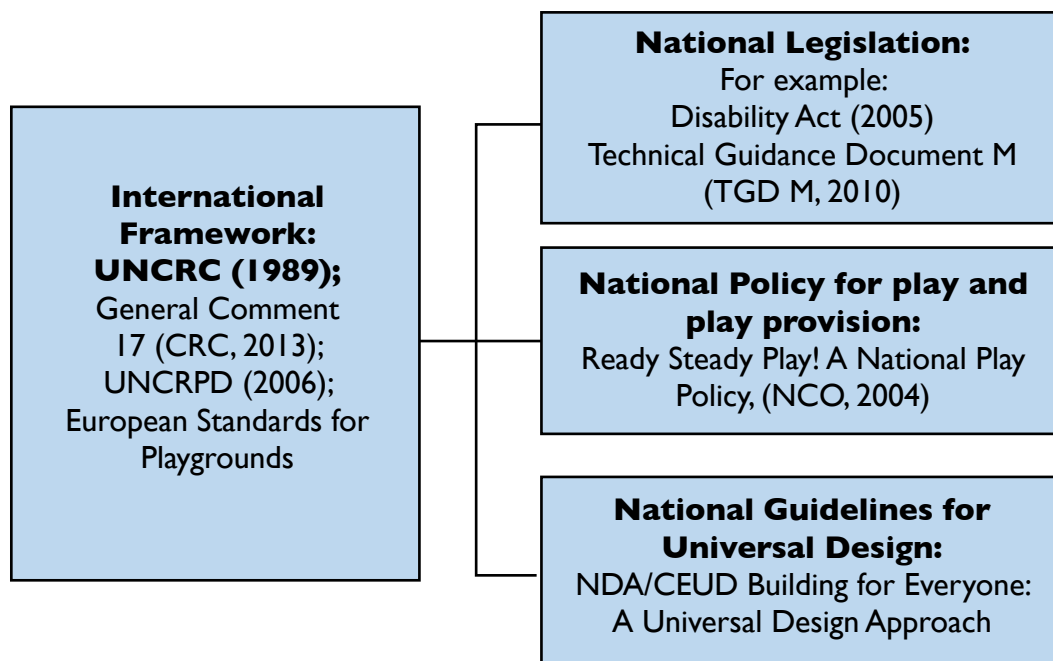 International
Framework:
UNCRC (1989);
General Comment
17 (CRC, 2013);
UNCRPD (2006);
European Standards for
Playgrounds
National Legislation:
For example:
Disability Act (2005)
Technical Guidance Document M
(TGD M, 2010)
National Policy for play and
play provision:
Ready Steady Play! A National Play
Policy, (NCO, 2004)
National Guidelines for
Universal Design:
NDA/CEUD Building for Everyone:
A Universal Design Approach